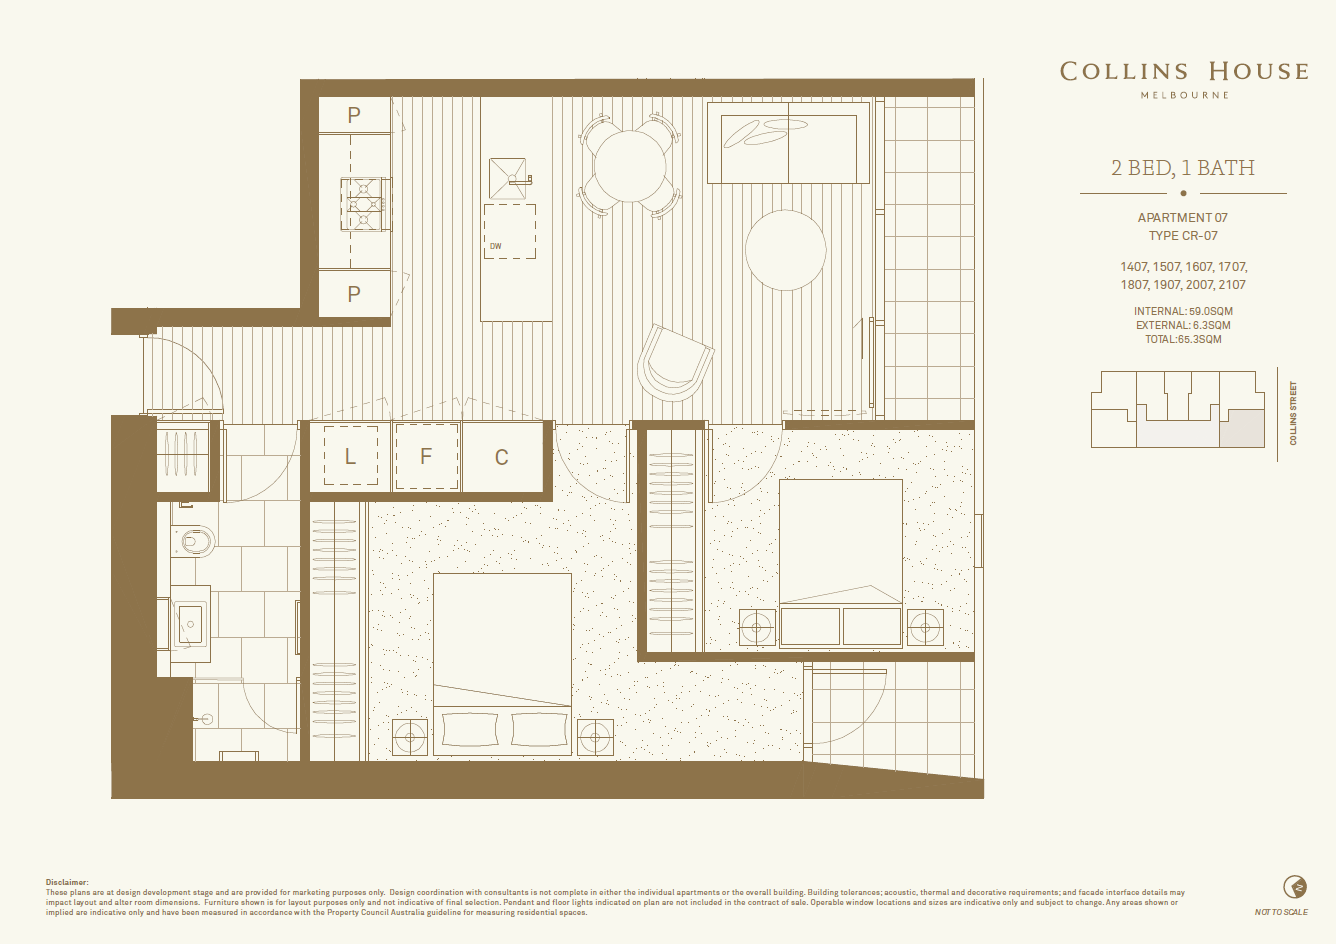 COLLINS HOUSE
MELBOURNE
2 BED, 1 BATH
APARTMENT 07
TYPE CR-07
1407, 1507, 1607, 1707,
1807, 1907, 2007, 2107
INTERNAL: 59.0SQM
EXTERNAL: 6.3SQM
TOTAL:65.3SQM
COLLINS STREET
P
DW
P
L
F
C
Disclaimer:
These plans are at design development stage and are provided for marketing purposes only. Design coordination with consultants is not complete in either the individual apartments or the overall building. Building tolerances; acoustic, thermal and decorative requirements; and facade interface details may
impact layout and alter room dimensions. Furniture shown is for layout purposes only and not indicative of final selection. Pendant and floor lights indicated on plan are not included in the contract of sale. Operable window locations and sizes are indicative only and subject to change. Any areas shown or
implied are indicative only and have been measured in accordance with the Property Council Australia guideline for measuring residential spaces.
N
NOT TO SCALE